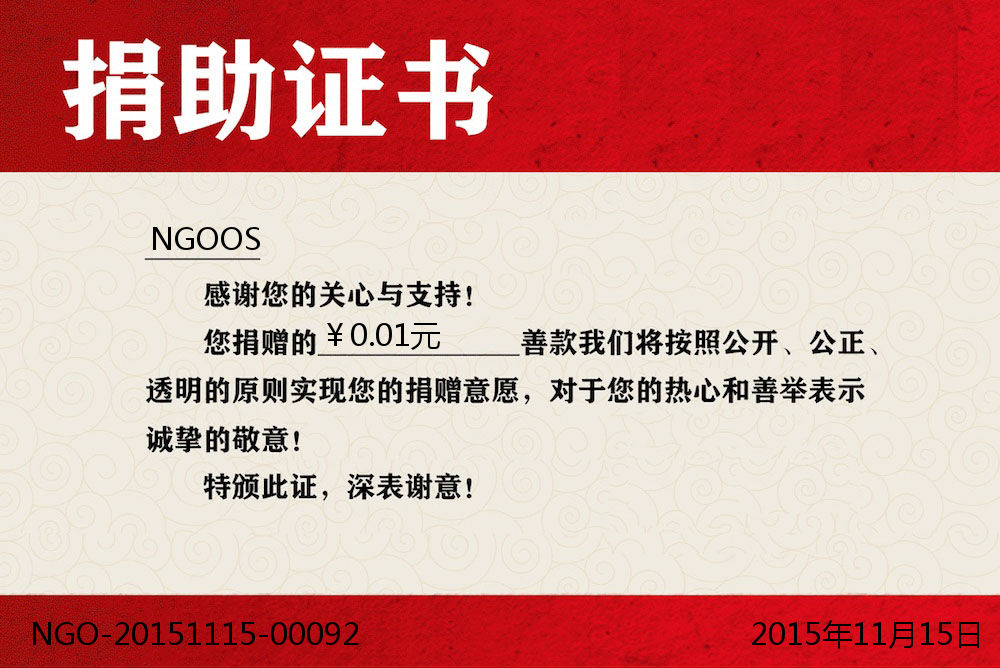 捐助证书
NGOOS
感谢您的关心与支持！
您捐赠的￥0.01元善款我们将按照公开、公正、
透明的原则实现您的捐赠意愿，对于您的热心和善举表示
诚挚的敬意！
特颁此证，深表谢意！
NGO-20151115-00092
2015年11月15日